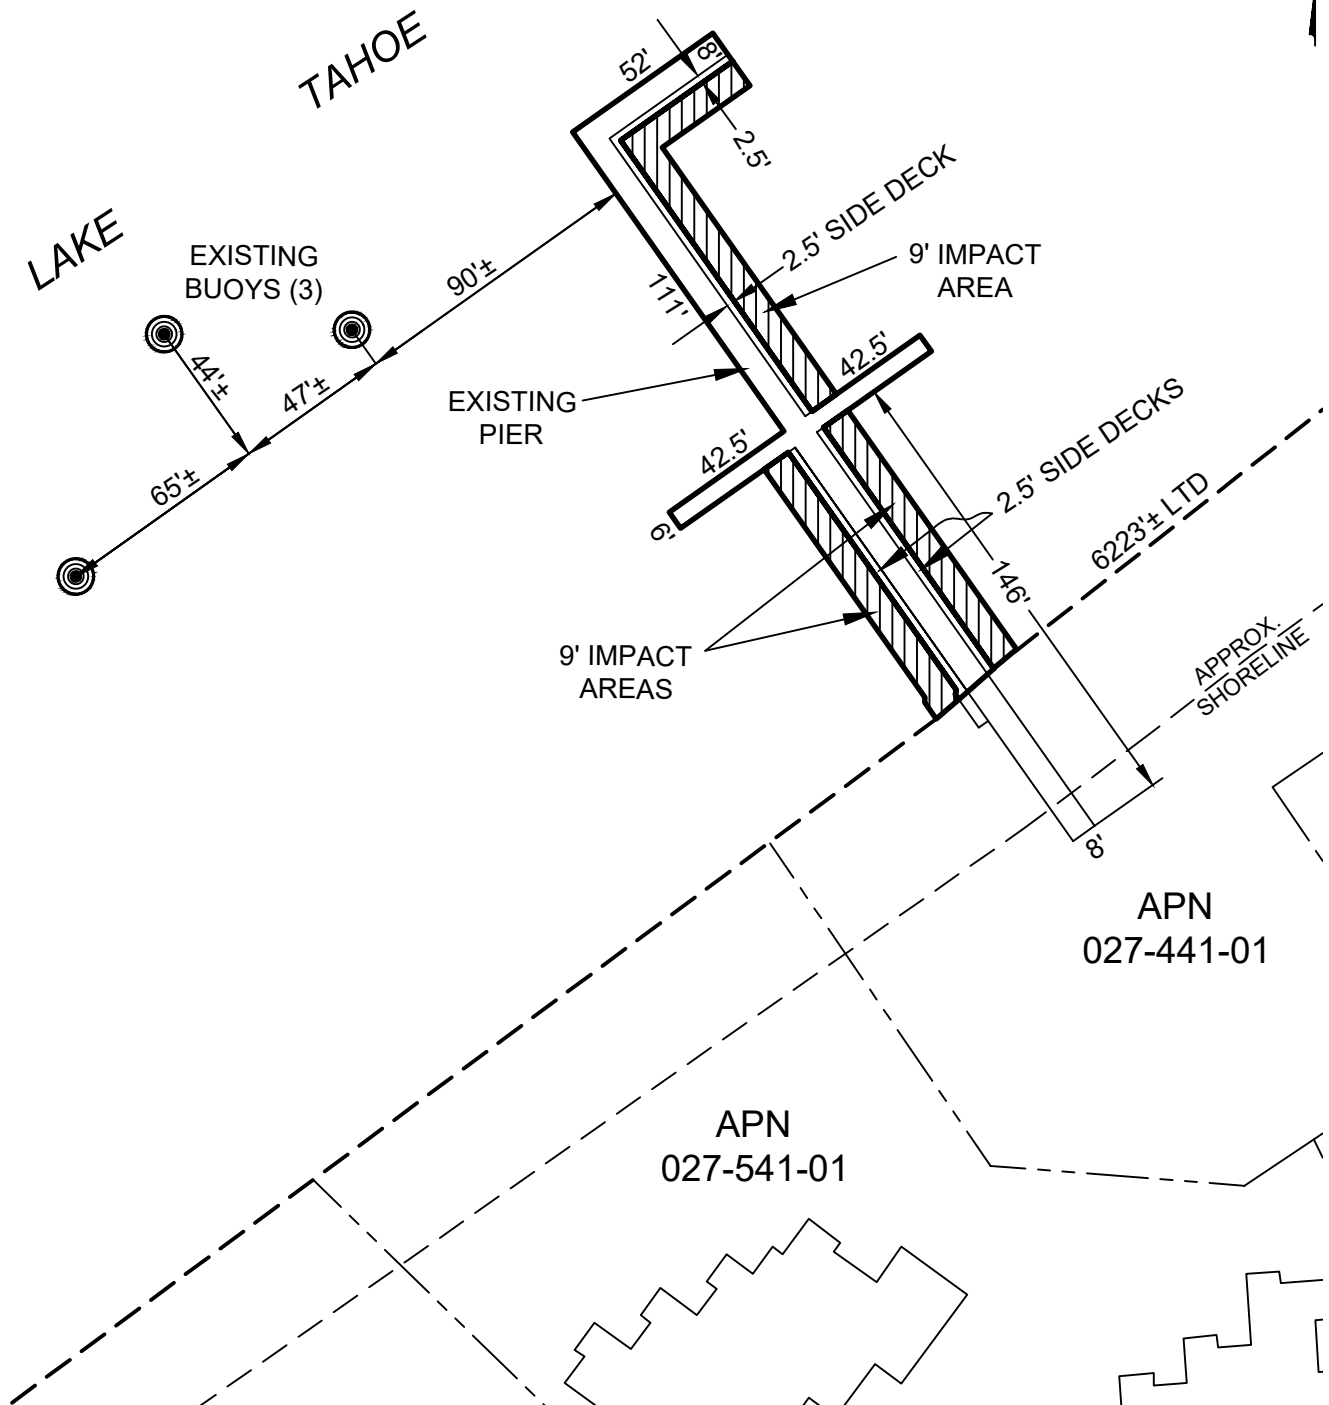 TAHOE
LAKE
52'
8'
2.5'
2.5' SIDE DECK
9' IMPACT
AREA
EXISTING
BUOYS (3)
90'±
111'
44'±
47'±
65'±
EXISTING
PIER
42.5'
42.5'
6'
2.5' SIDE DECKS
6223'± LTD
146'
9' IMPACT
AREAS
APPROX.
SHORELINE
8'
APN
027-441-01
APN
027-541-01